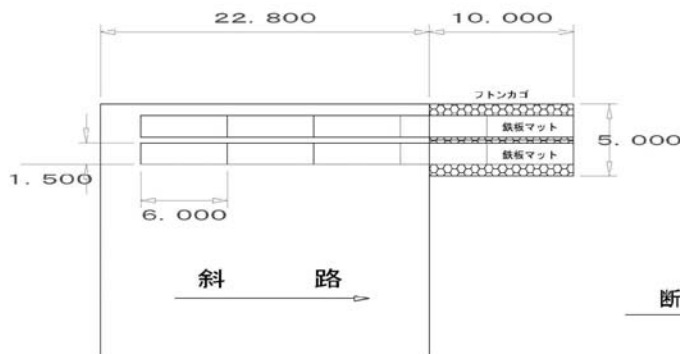 22. 800
10. 000
フトンカゴ
鉄板マット
5. 000
鉄板マット
1. 500
6. 000
斜 路
断